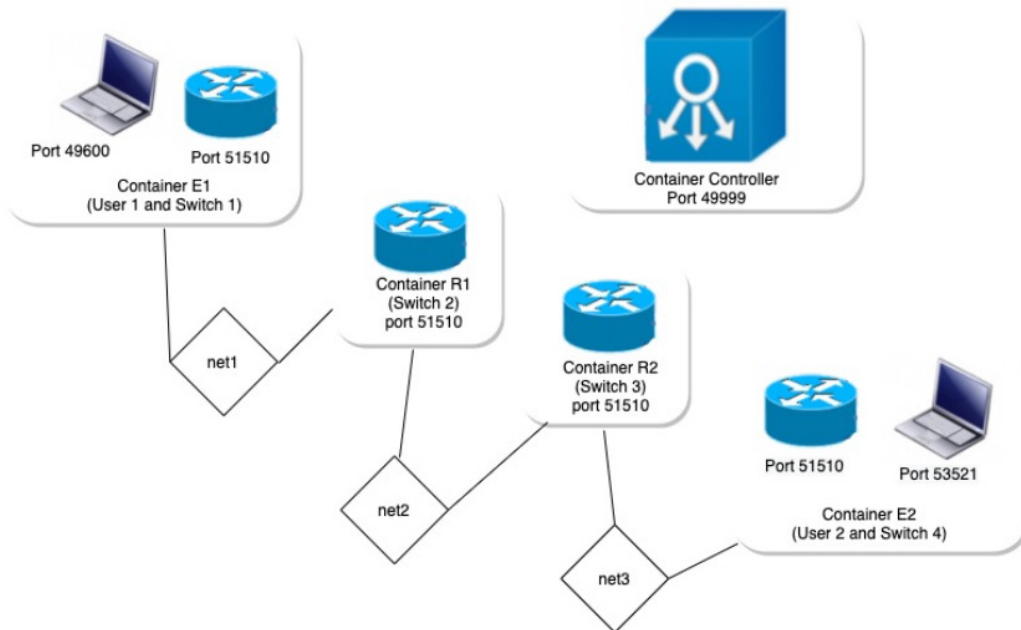 Port 49600
Port 51510
Container E1
(User 1 and Switch 1)
Container Controller
Port 49999
Container R1
(Switch 2)
port 51510
net1
Container R2
(Switch 3)
port 51510
Port 51510
Port 53521
net2
Container E2
(User 2 and Switch 4)
net3